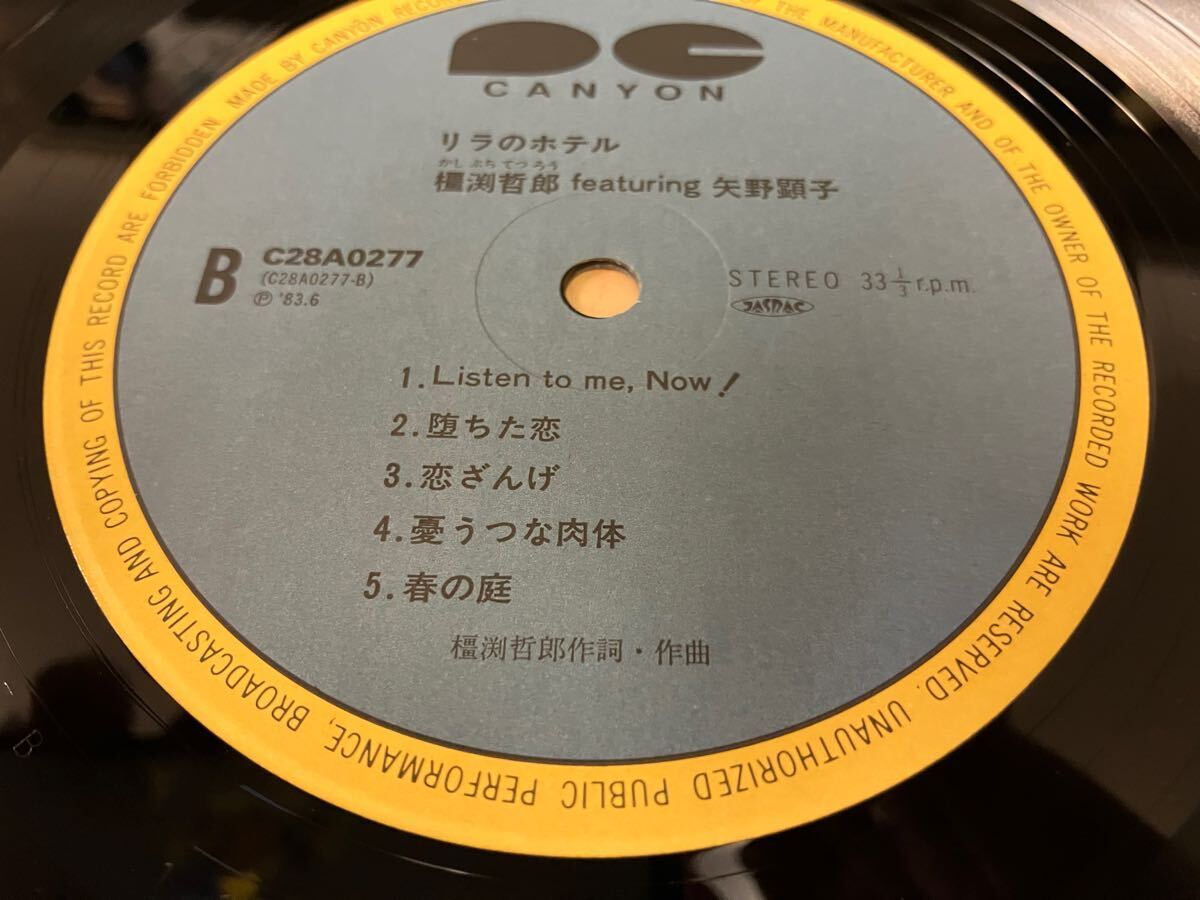 CANYON
リラのホテル
かしぶちてつろう
橿渕哲郎 featuring 矢野顕子
B
C28A0277
(C28A0277-B)
Ⓟ '83.6
STEREO 33 1/3 r.p.m.
JASRAC
1. Listen to me, Now!
2. 堕ちた恋
3. 恋ざんげ
4. 憂うつな肉体
5. 春の庭
橿渕哲郎作詞・作曲
MADE BY CANYON RECOR
OF THE MANUFACTURER AND OF THE OWNER OF THE RECORDED WORK ARE RESERVED. UNAUTHORIZED PUBLIC PERFORMANCE, BROADCASTING AND COPYING OF THIS RECORD ARE FORBIDDEN
B